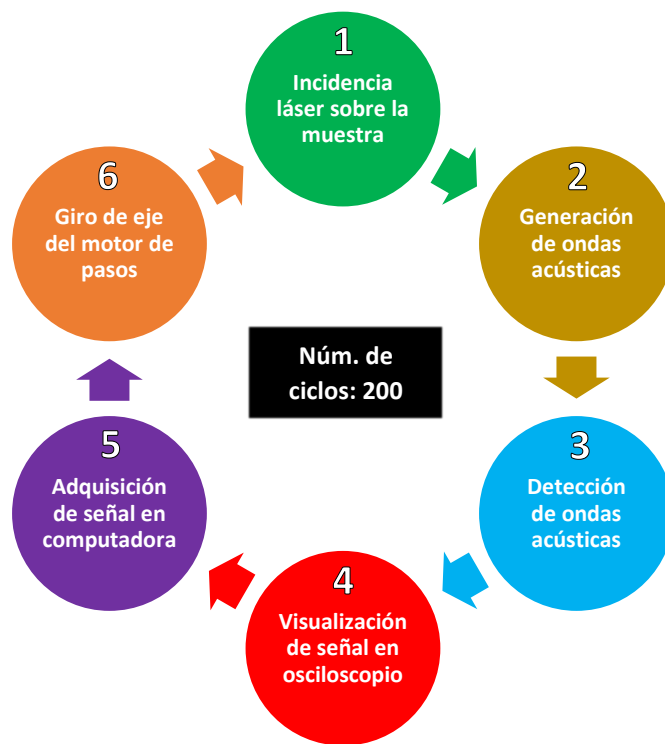 1
Incidencia
láser sobre la
muestra
2
Generación
de ondas
acústicas
3
Detección
de ondas
acústicas
4
Visualización
de señal en
osciloscopio
5
Adquisición
de señal en
computadora
6
Giro de eje
del motor de
pasos
Núm. de
ciclos: 200